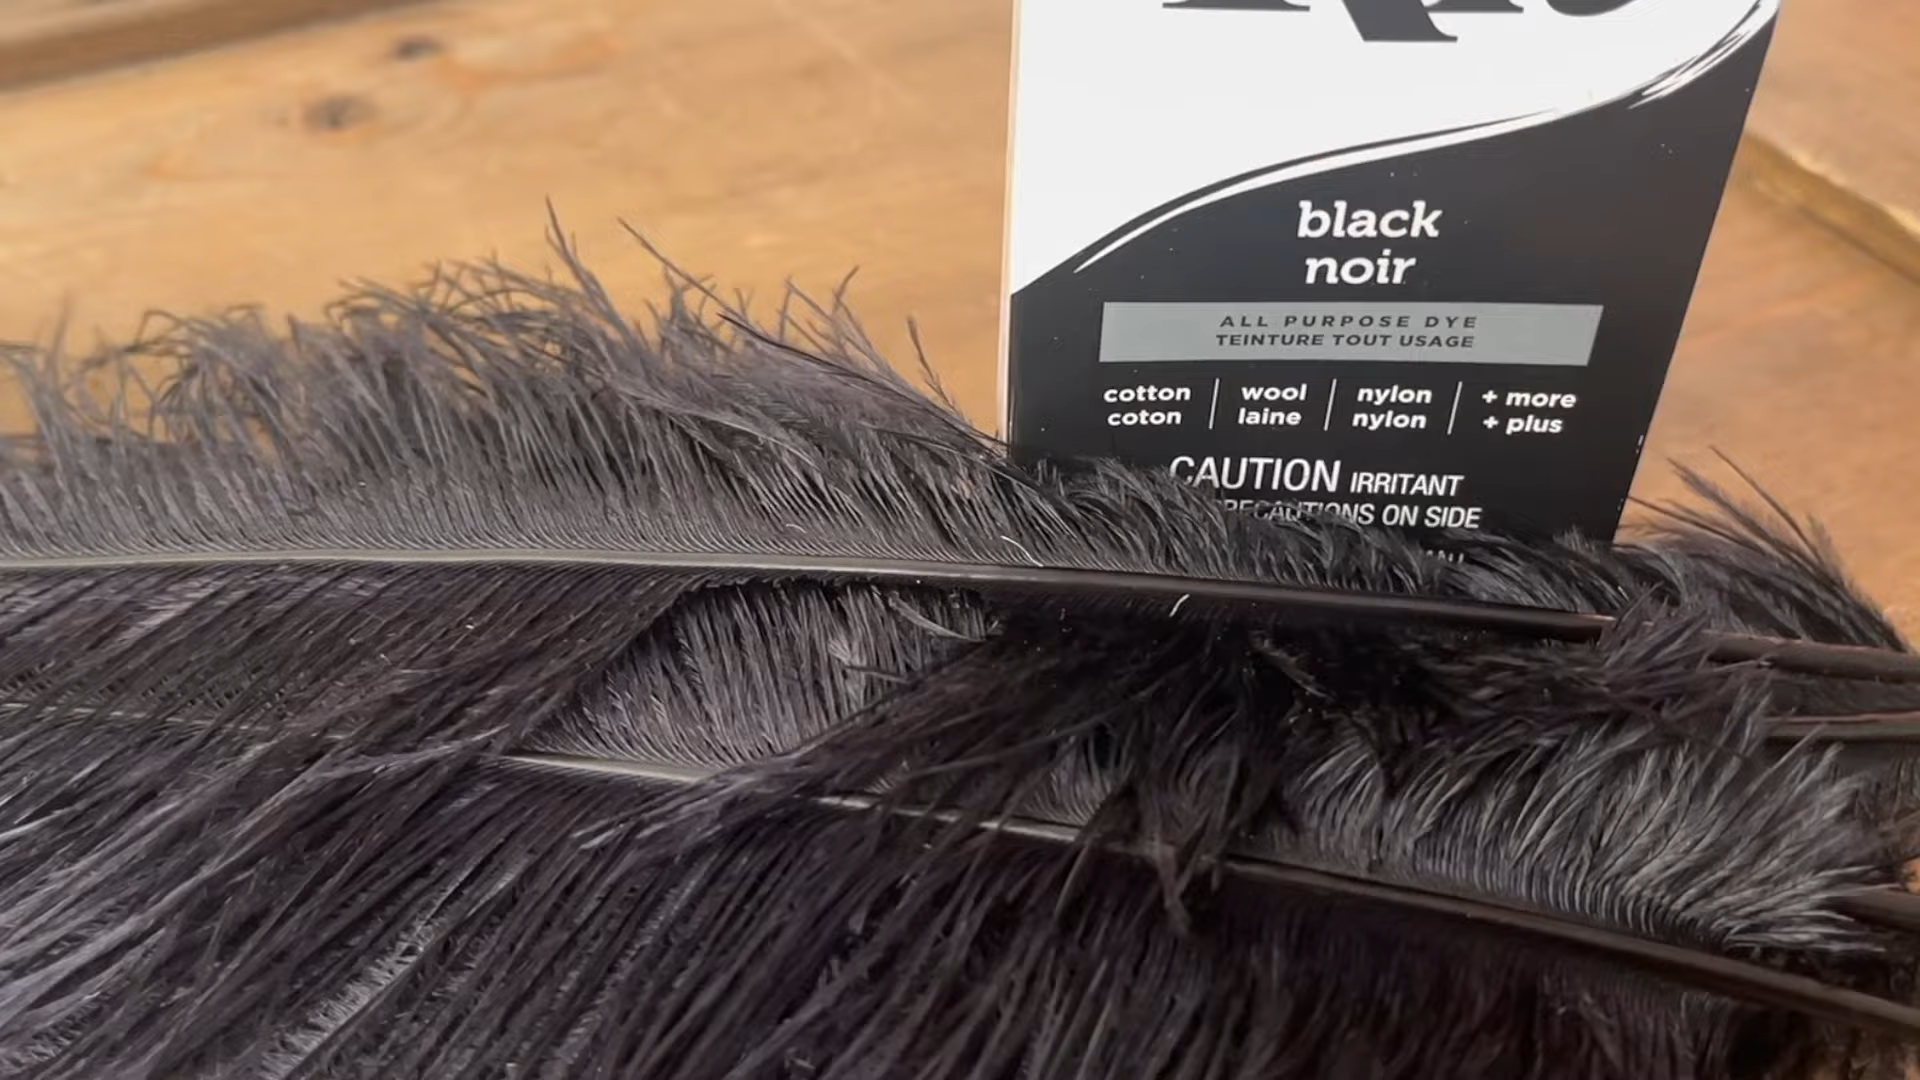 black
noir
ALL PURPOSE DYE
TEINTURE TOUT USAGE
cotton wool nylon + more
coton laine nylon + plus
CAUTION IRRITANT
PRECAUTIONS ON SIDE